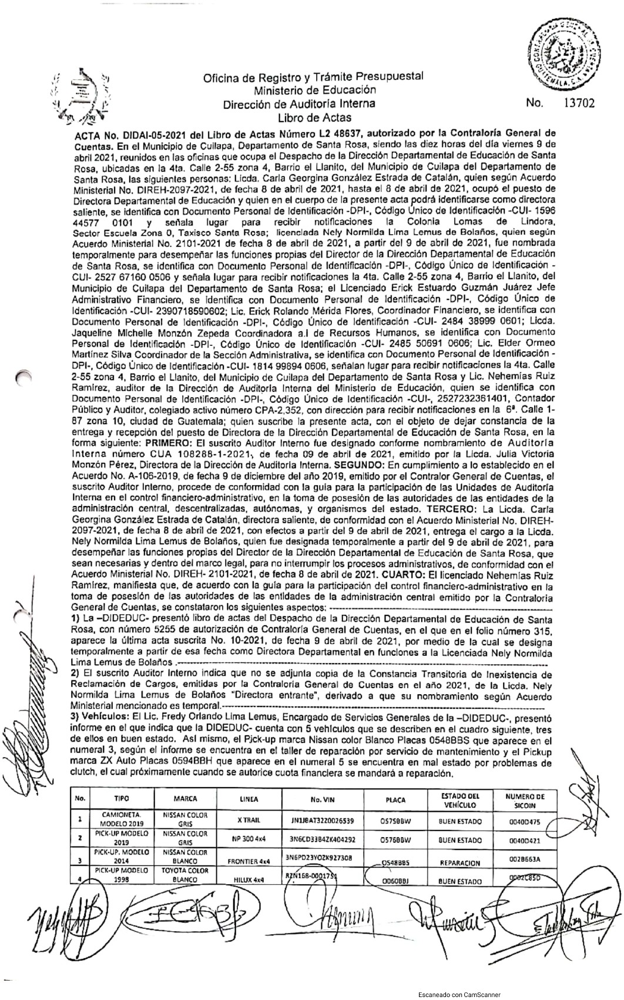 CONTRALORIA GENERAL DE CUENTAS
GUATEMALA, C.A.
Oficina de Registro y Trámite Presupuestal
Ministerio de Educación
Dirección de Auditoría Interna
Libro de Actas
No. 13702
ACTA No. DIDAI-05-2021 del Libro de Actas Número L2 48637, autorizado por la Contraloría General de
Cuentas. En el Municipio de Cuilapa, Departamento de Santa Rosa, siendo las diez horas del día viernes 9 de
abril 2021, reunidos en las oficinas que ocupa el Despacho de la Dirección Departamental de Educación de Santa
Rosa, ubicadas en la 4ta. Calle 2-55 zona 4, Barrio el Llanito, del Municipio de Cuilapa del Departamento de
Santa Rosa, las siguientes personas: Licda. Carla Georgina González Estrada de Catalán, quien según Acuerdo
Ministerial No. DIREH-2097-2021, de fecha 8 de abril de 2021, hasta el 8 de abril de 2021, ocupó el puesto de
Directora Departamental de Educación y quien en el cuerpo de la presente acta podrá identificarse como directora
saliente, se identifica con Documento Personal de Identificación -DPI-, Código Único de Identificación -CUI- 1596
44577 0101 y señala lugar para recibir notificaciones la Colonia Lomas de Lindora,
Sector Escuela Zona 0, Taxisco Santa Rosa; licenciada Nely Normilda Lima Lemus de Bolaños, quien según
Acuerdo Ministerial No. 2101-2021 de fecha 8 de abril de 2021, a partir del 9 de abril de 2021, fue nombrada
temporalmente para desempeñar las funciones propias del Director de la Dirección Departamental de Educación
de Santa Rosa, se identifica con Documento Personal de Identificación -DPI-, Código Único de Identificación -
CUI- 2527 67160 0506 y señala lugar para recibir notificaciones la 4ta. Calle 2-55 zona 4, Barrio el Llanito, del
Municipio de Cuilapa del Departamento de Santa Rosa; el Licenciado Erick Estuardo Guzmán Juárez Jefe
Administrativo Financiero, se Identifica con Documento Personal de Identificación -DPI-, Código Único de
Identificación -CUI- 2390718590602; Lic. Erick Rolando Mérida Flores, Coordinador Financiero, se identifica con
Documento Personal de Identificación -DPI-, Código Único de Identificación -CUI- 2484 38999 0601; Licda.
Jaqueline Michelle Monzón Zepeda Coordinadora a.i de Recursos Humanos, se identifica con Documento
Personal de Identificación -DPI-, Código Único de Identificación -CUI- 2485 50691 0606; Lic. Elder Ormeo
Martínez Silva Coordinador de la Sección Administrativa, se identifica con Documento Personal de Identificación -
DPI-, Código Único de Identificación -CUI- 1814 99894 0606, señalan lugar para recibir notificaciones la 4ta. Calle
2-55 zona 4, Barrio el Llanito, del Municipio de Cuilapa del Departamento de Santa Rosa y Lic. Nehemías Ruiz
Ramírez, auditor de la Dirección de Auditoría Interna del Ministerio de Educación, quien se identifica con
Documento Personal de Identificación -DPI-, Código Único de Identificación -CUI-, 2527232361401, Contador
Público y Auditor, colegiado activo número CPA-2,352, con dirección para recibir notificaciones en la 6ª. Calle 1-
87 zona 10, ciudad de Guatemala; quien suscribe la presente acta, con el objeto de dejar constancia de la
entrega y recepción del puesto de Directora de la Dirección Departamental de Educación de Santa Rosa, en la
forma siguiente: PRIMERO: El suscrito Auditor Interno fue designado conforme nombramiento de Auditoría
Interna número CUA 108288-1-2021, de fecha 09 de abril de 2021, emitido por la Licda. Julia Victoria
Monzón Pérez, Directora de la Dirección de Auditoría Interna. SEGUNDO: En cumplimiento a lo establecido en el
Acuerdo No. A-106-2019, de fecha 9 de diciembre del año 2019, emitido por el Contralor General de Cuentas, el
suscrito Auditor Interno, procede de conformidad con la guía para la participación de las Unidades de Auditoría
Interna en el control financiero-administrativo, en la toma de posesión de las autoridades de las entidades de la
administración central, descentralizadas, autónomas, y organismos del estado. TERCERO: La Licda. Carla
Georgina González Estrada de Catalán, directora saliente, de conformidad con el Acuerdo Ministerial No. DIREH-
2097-2021, de fecha 8 de abril de 2021, con efectos a partir del 9 de abril de 2021, entrega el cargo a la Licda.
Nely Normilda Lima Lemus de Bolaños, quien fue designada temporalmente a partir del 9 de abril de 2021, para
desempeñar las funciones propias del Director de la Dirección Departamental de Educación de Santa Rosa, que
sean necesarias y dentro del marco legal, para no interrumpir los procesos administrativos, de conformidad con el
Acuerdo Ministerial No. DIREH- 2101-2021, de fecha 8 de abril de 2021. CUARTO: El licenciado Nehemías Ruiz
Ramírez, manifiesta que, de acuerdo con la guía para la participación del control financiero-administrativo en la
toma de posesión de las autoridades de las entidades de la administración central emitido por la Contraloría
General de Cuentas, se constataron los siguientes aspectos: ----------
1) La –DIDEDUC- presentó libro de actas del Despacho de la Dirección Departamental de Educación de Santa
Rosa, con número 5255 de autorización de Contraloría General de Cuentas, en el que en el folio número 315,
aparece la última acta suscrita No. 10-2021, de fecha 9 de abril de 2021, por medio de la cual se designa
temporalmente a partir de esa fecha como Directora Departamental en funciones a la Licenciada Nely Normilda
Lima Lemus de Bolaños .----------
2) El suscrito Auditor Interno indica que no se adjunta copia de la Constancia Transitoria de Inexistencia de
Reclamación de Cargos, emitidas por la Contraloría General de Cuentas en el año 2021, de la Licda. Nely
Normilda Lima Lemus de Bolaños "Directora entrante", derivado a que su nombramiento según Acuerdo
Ministerial mencionado es temporal.----------
3) Vehículos: El Lic. Fredy Orlando Lima Lemus, Encargado de Servicios Generales de la –DIDEDUC-, presentó
informe en el que indica que la DIDEDUC- cuenta con 5 vehículos que se describen en el cuadro siguiente, tres
de ellos en buen estado. Así mismo, el Pick-up marca Nissan color Blanco Placas 0548BBS que aparece en el
numeral 3, según el informe se encuentra en el taller de reparación por servicio de mantenimiento y el Pickup
marca ZX Auto Placas 0594BBH que aparece en el numeral 5 se encuentra en mal estado por problemas de
clutch, el cual próximamente cuando se autorice cuota financiera se mandará a reparación.
No. TIPO MARCA LINEA No. VIN PLACA ESTADO DEL VEHÍCULO NUMERO DE SICOIN
1 CAMIONETA. MODELO 2019 NISSAN COLOR GRIS X TRAIL JN1JBAT32Z0026539 0575BBW BUEN ESTADO 0040D475
2 PICK-UP MODELO 2019 NISSAN COLOR GRIS NP 300 4x4 3N6CD33B4ZK404292 0576BBW BUEN ESTADO 0040D421
3 PICK-UP. MODELO 2014 NISSAN COLOR BLANCO FRONTIER 4x4 3N6PD23YOZK927308 0548BBS REPARACION 002B663A
4 PICK-UP MODELO 1998 TOYOTA COLOR BLANCO HILUX 4x4 RZN168-0001751 0060BBJ BUEN ESTADO 0002C85D
Escaneado con CamScanner